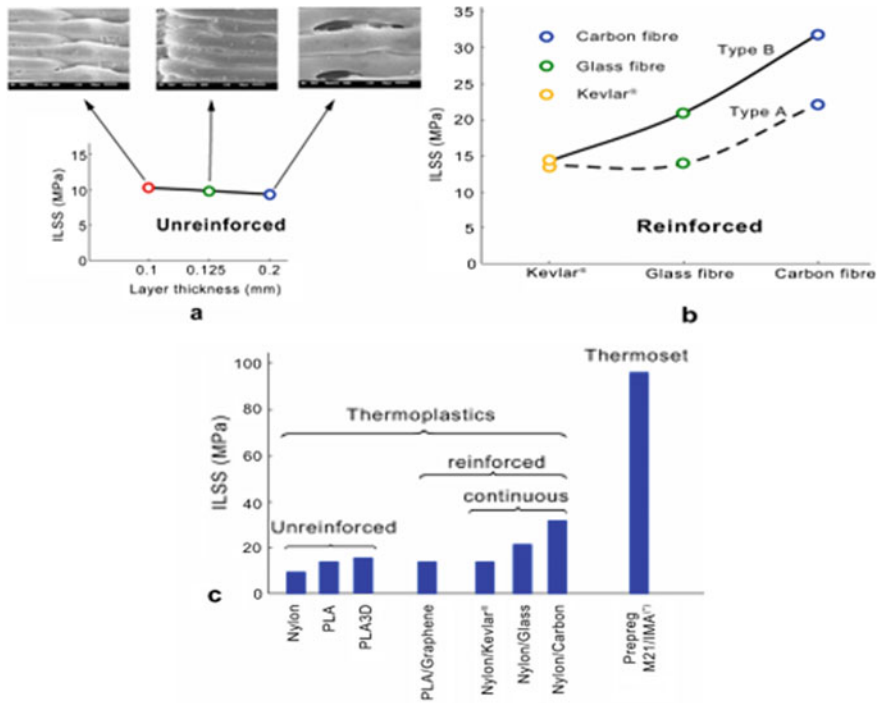 15
10
5
0
ILSS (MPa)
Unreinforced
0.1 0.125 0.2
Layer thickness (mm)
a
35
30
25
20
15
10
0
ILSS (MPa)
Carbon fibre
Glass fibre
Kevlar®
Type B
Type A
Reinforced
Kevlar® Glass fibre Carbon fibre
b
100
80
60
40
20
0
ILSS (MPa)
Thermoset
Thermoplastics
reinforced
continuous
Unreinforced
c
Nylon
PLA
PLA3D
PLA/Graphene
Nylon/Kevlar®
Nylon/Glass
Nylon/Carbon
Prepreg
M21/IMA(*)